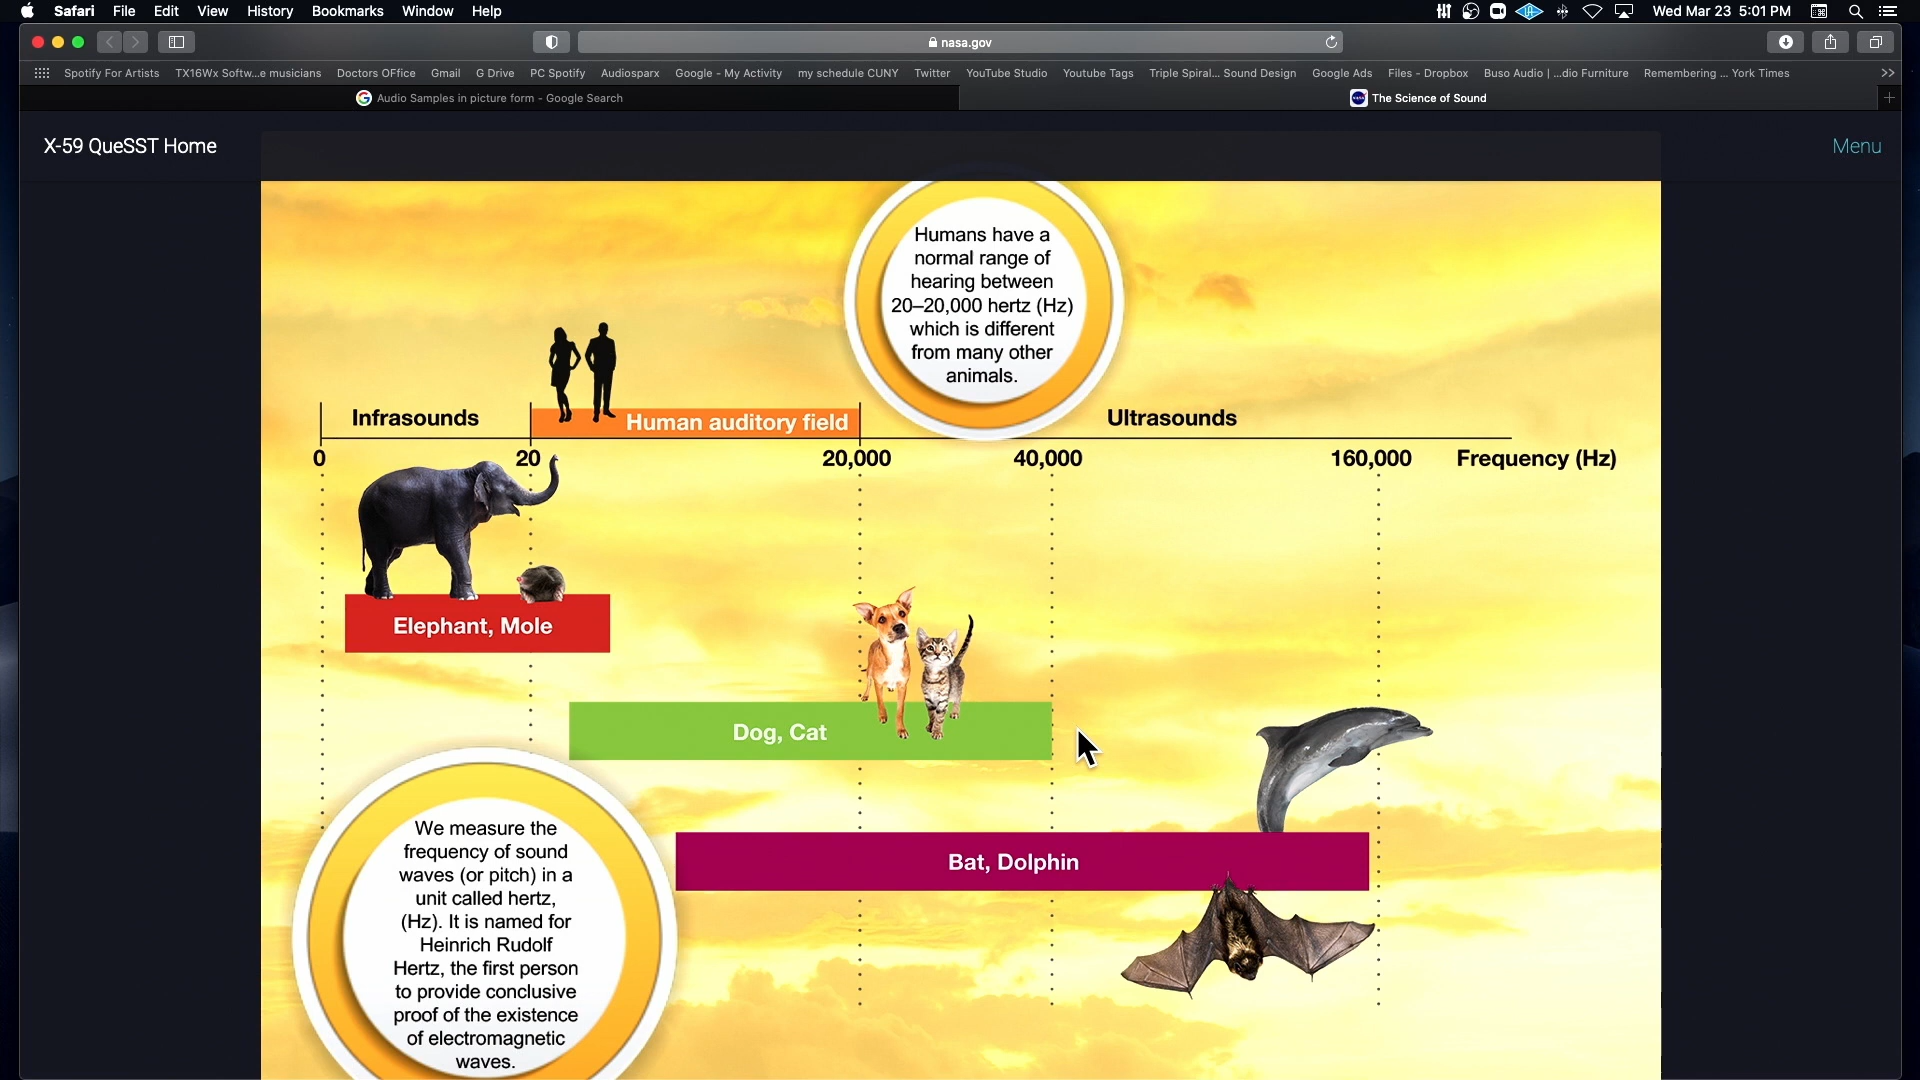 Safari File Edit View History Bookmarks Window Help
Wed Mar 23 5:01 PM
nasa.gov
Spotify For Artists TX16Wx Softw...e musicians Doctors OFfice Gmail G Drive PC Spotify Audiosparx Google - My Activity my schedule CUNY Twitter YouTube Studio Youtube Tags Triple Spiral... Sound Design Google Ads Files - Dropbox Buso Audio | ...dio Furniture Remembering ... York Times
Audio Samples in picture form - Google Search
The Science of Sound
X-59 QueSST Home
Menu
Humans have a
normal range of
hearing between
20–20,000 hertz (Hz)
which is different
from many other
animals.
Infrasounds
Human auditory field
Ultrasounds
0 20 20,000 40,000 160,000 Frequency (Hz)
Elephant, Mole
Dog, Cat
Bat, Dolphin
We measure the
frequency of sound
waves (or pitch) in a
unit called hertz,
(Hz). It is named for
Heinrich Rudolf
Hertz, the first person
to provide conclusive
proof of the existence
of electromagnetic
waves.